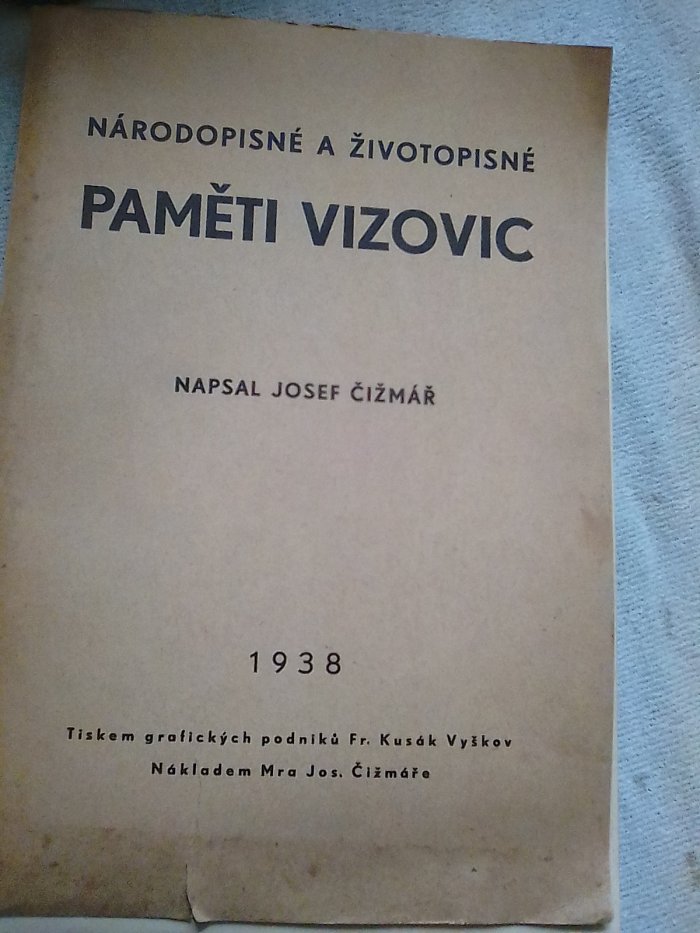 NÁRODOPISNÉ A ŽIVOTOPISNÉ
PAMĚTI VIZOVIC
NAPSAL JOSEF ČIŽMÁŘ
1938
Tiskem grafických podniků Fr. Kusák Vyškov
Nákladem Mra Jos. Čižmáře